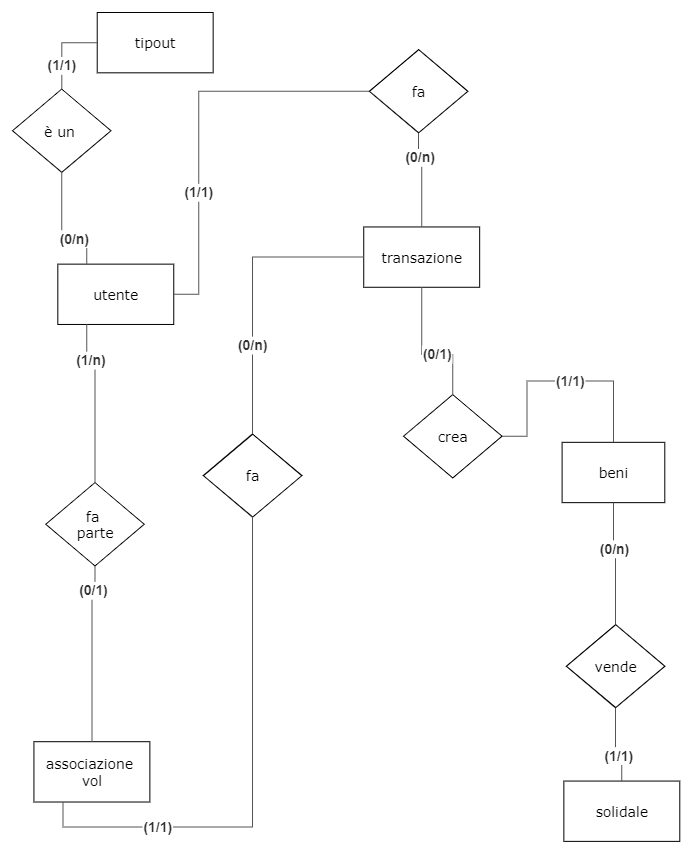 tipout
(1/1)
è un
(0/n)
utente
(1/1)
fa
(0/n)
transazione
(1/n)
fa
parte
(0/1)
associazione
vol
(1/1)
(0/n)
fa
(0/1)
crea
(1/1)
beni
(0/n)
vende
(1/1)
solidale